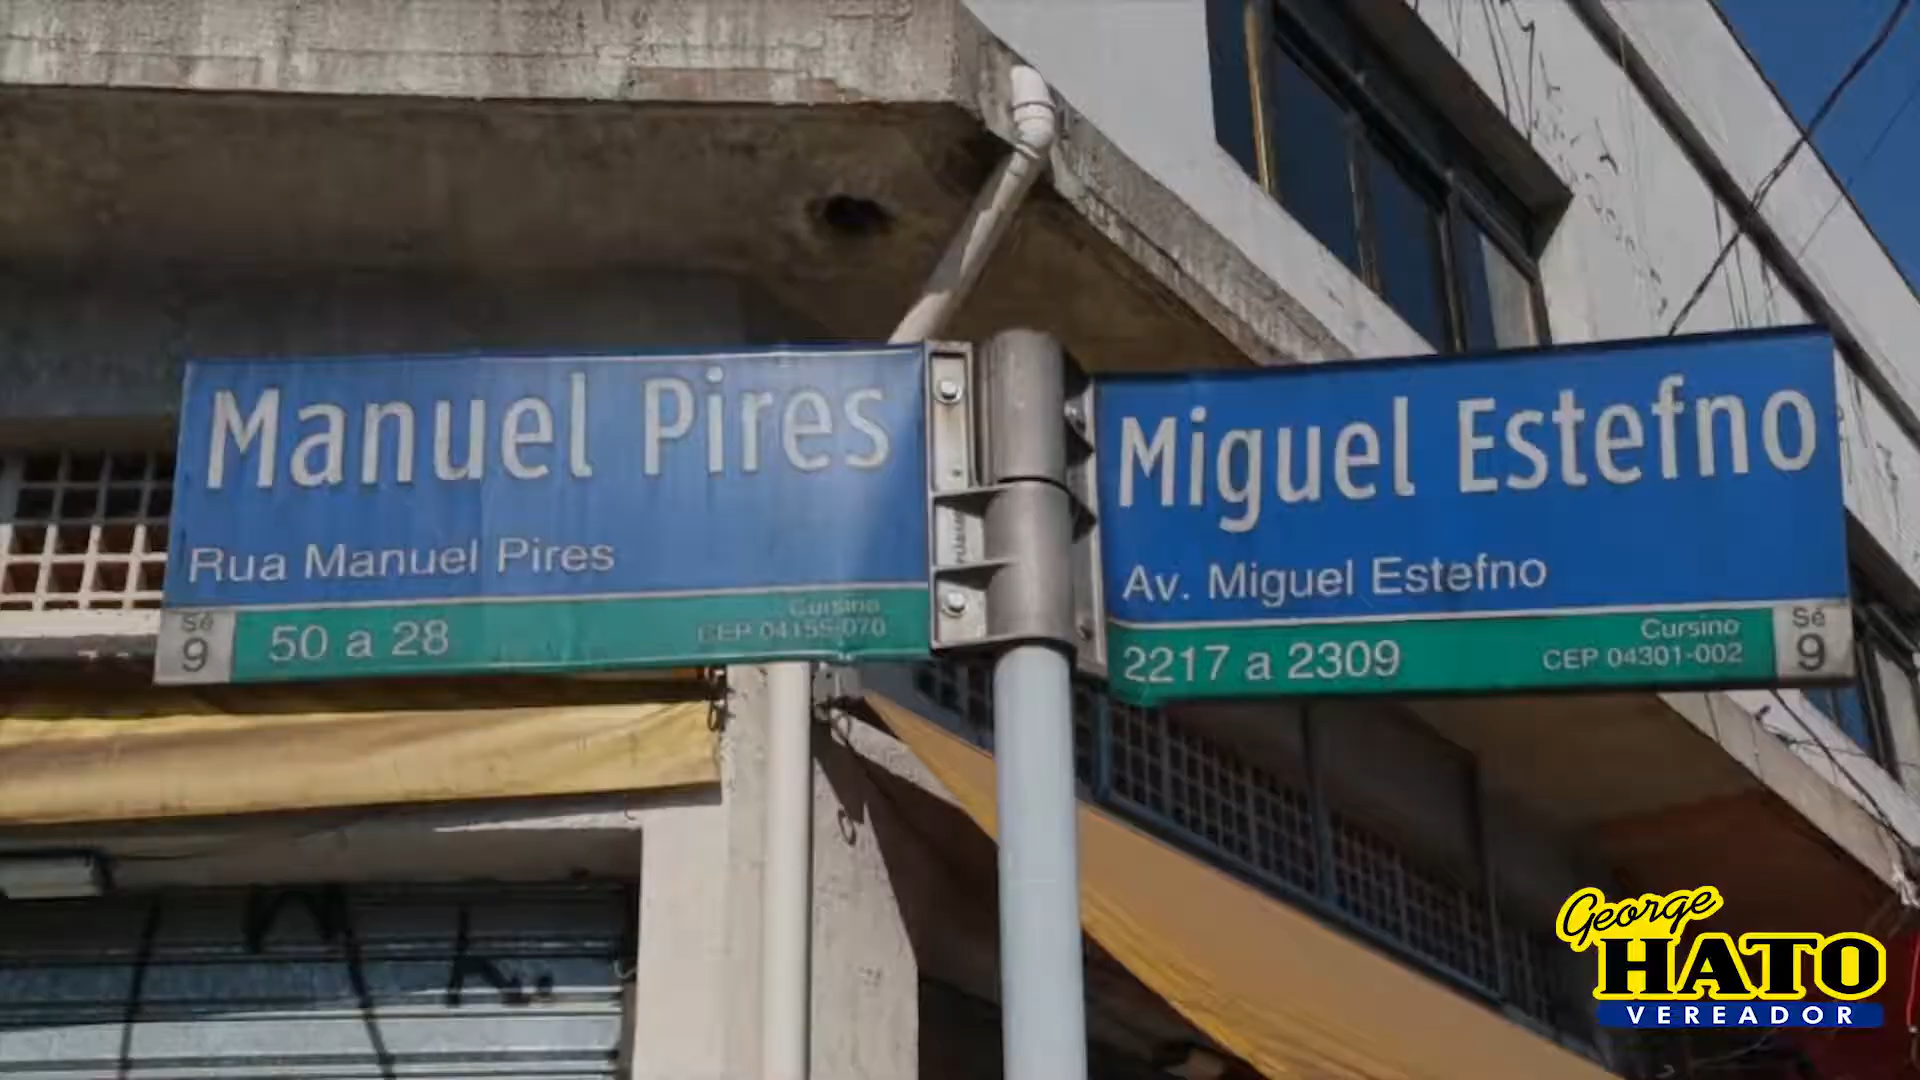 Manuel Pires
Rua Manuel Pires
Sé
9
50 a 28
Cursino
CEP 04155-070
Miguel Estefno
Av. Miguel Estefno
2217 a 2309
Cursino
CEP 04301-002
Sé
9
George
HATO
VEREADOR